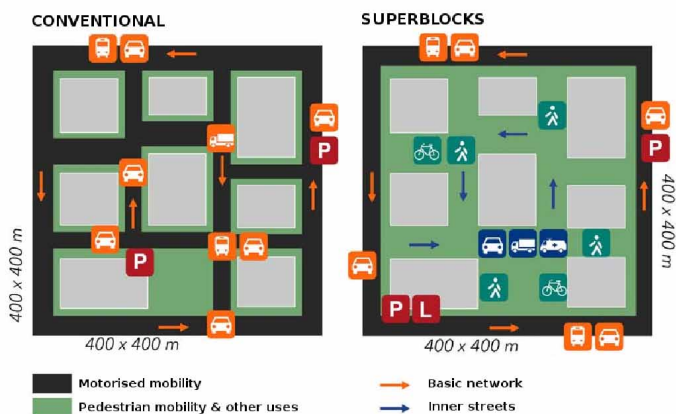 CONVENTIONAL
SUPERBLOCKS
P
P
400 x 400 m
P
400 x 400 m
P
400 x 400 m
P L
400 x 400 m
Motorised mobility
Pedestrian mobility & other uses
Basic network
Inner streets